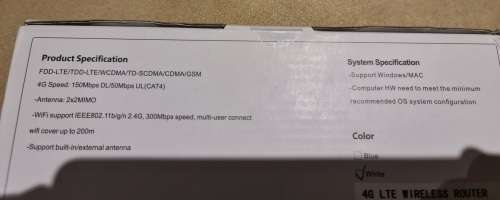 Product Specification
FDD-LTE/TDD-LTE/WCDMA/TD-SCDMA/CDMA/GSM
4G Speed: 150Mbps DL/50Mbps UL(CAT4)
-Antenna: 2x2MIMO
-WiFi support IEEE802.11b/g/n 2.4G, 300Mbps speed, multi-user connect
will cover up to 200m
-Support built-in/external antenna
System Specification
-Support Windows/MAC
-Computer HW need to meet the minimum
recommended OS system configuration
Color
Blue
White
4G LTE WIRELESS ROUTER